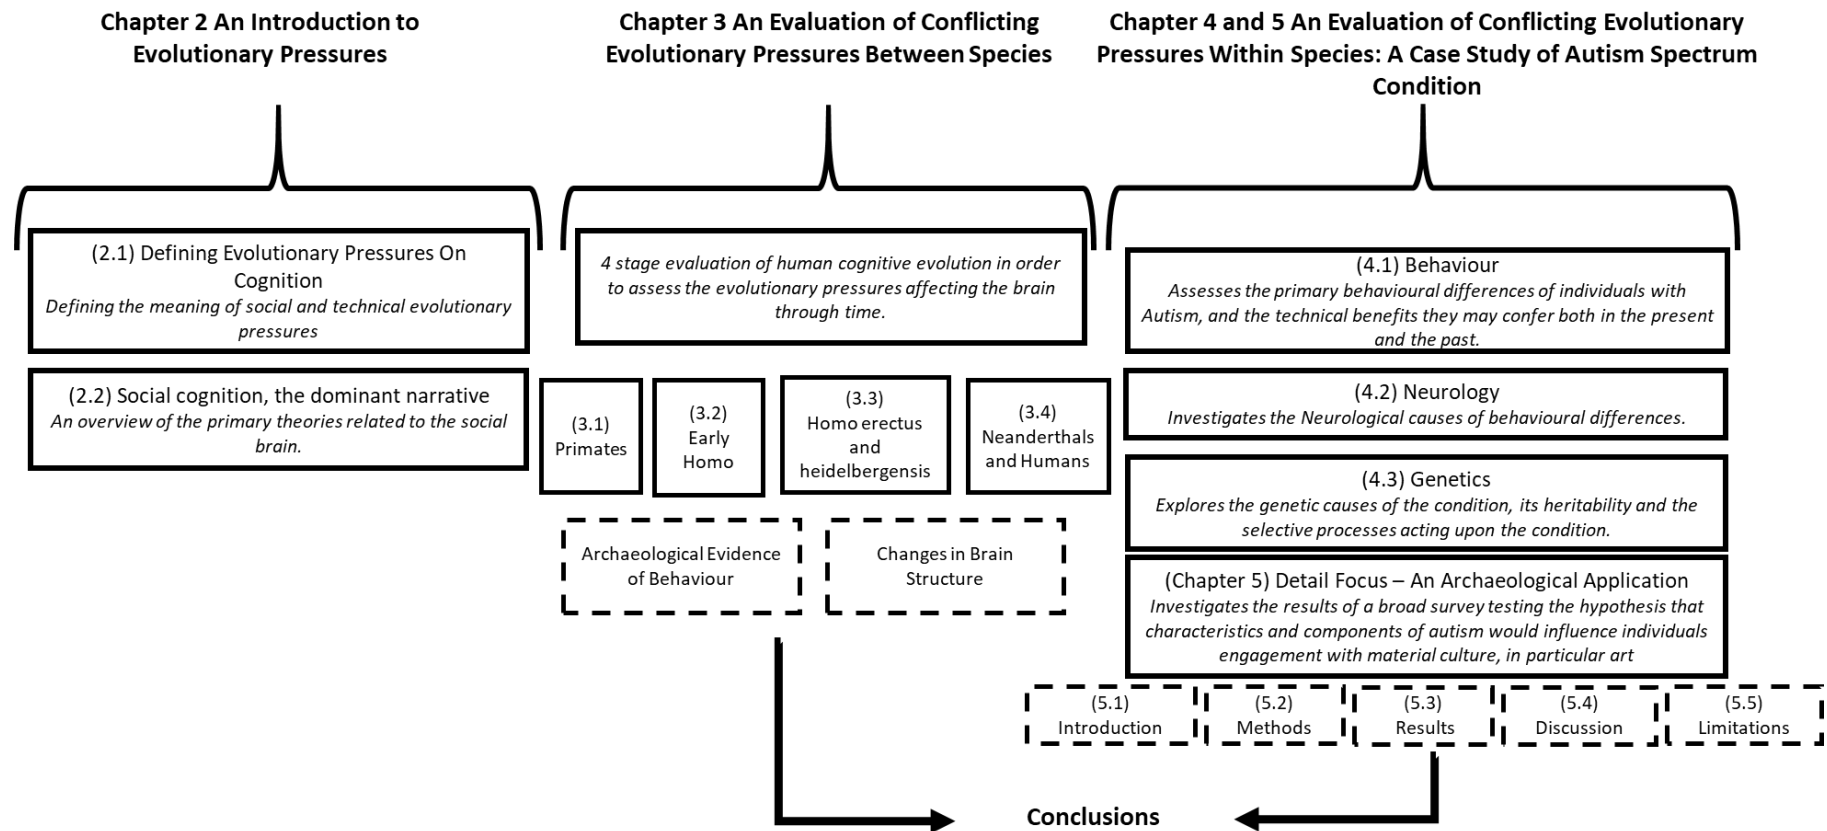 Chapter 2 An Introduction to
Evolutionary Pressures
(2.1) Defining Evolutionary Pressures On
Cognition
Defining the meaning of social and technical evolutionary
pressures
(2.2) Social cognition, the dominant narrative
An overview of the primary theories related to the social
brain.
Chapter 3 An Evaluation of Conflicting
Evolutionary Pressures Between Species
4 stage evaluation of human cognitive evolution in order
to assess the evolutionary pressures affecting the brain
through time.
(3.1)
Primates
(3.2)
Early
Homo
(3.3)
Homo erectus
and
heidelbergensis
(3.4)
Neanderthals
and Humans
Archaeological Evidence
of Behaviour
Changes in Brain
Structure
Chapter 4 and 5 An Evaluation of Conflicting Evolutionary
Pressures Within Species: A Case Study of Autism Spectrum
Condition
(4.1) Behaviour
Assesses the primary behavioural differences of individuals with
Autism, and the technical benefits they may confer both in the present
and the past.
(4.2) Neurology
Investigates the Neurological causes of behavioural differences.
(4.3) Genetics
Explores the genetic causes of the condition, its heritability and the
selective processes acting upon the condition.
(Chapter 5) Detail Focus – An Archaeological Application
Investigates the results of a broad survey testing the hypothesis that
characteristics and components of autism would influence individuals
engagement with material culture, in particular art
(5.1)
Introduction
(5.2)
Methods
(5.3)
Results
(5.4)
Discussion
(5.5)
Limitations
Conclusions